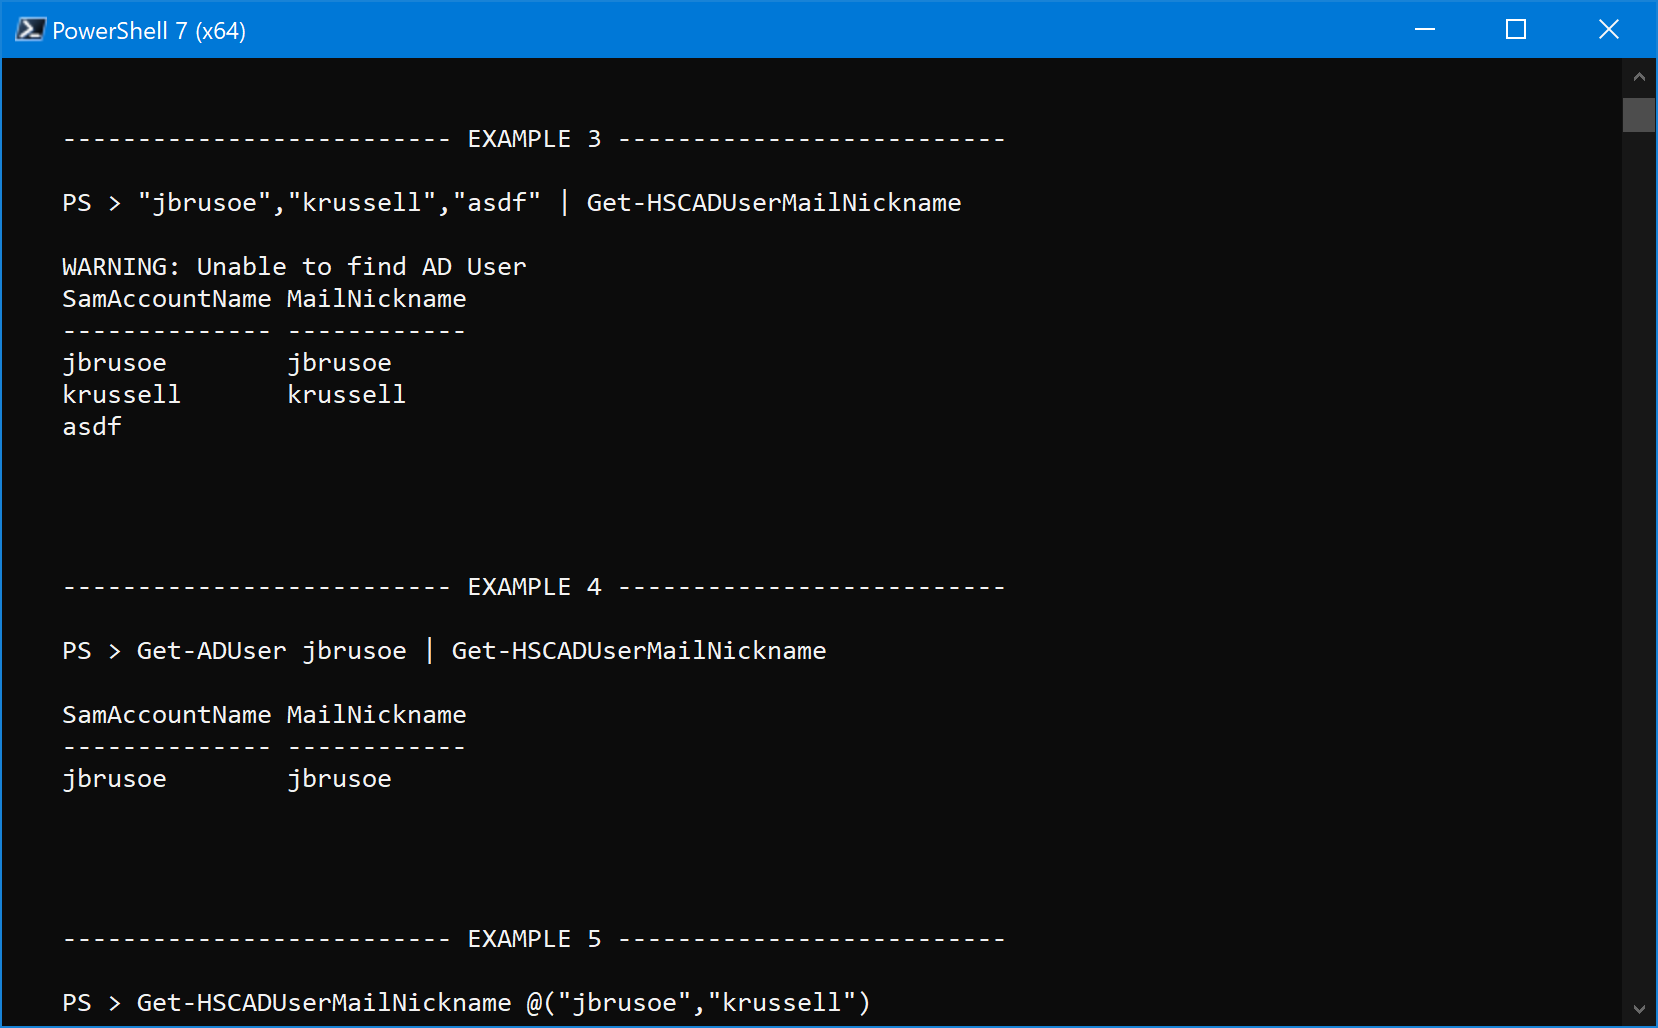 PowerShell 7 (x64)
-------------------------- EXAMPLE 3 --------------------------
PS > "jbrusoe","krussell","asdf" | Get-HSCADUserMailNickname
WARNING: Unable to find AD User
SamAccountName MailNickname
-------------- ------------
jbrusoe        jbrusoe
krussell       krussell
asdf
-------------------------- EXAMPLE 4 --------------------------
PS > Get-ADUser jbrusoe | Get-HSCADUserMailNickname
SamAccountName MailNickname
-------------- ------------
jbrusoe        jbrusoe
-------------------------- EXAMPLE 5 --------------------------
PS > Get-HSCADUserMailNickname @("jbrusoe","krussell")